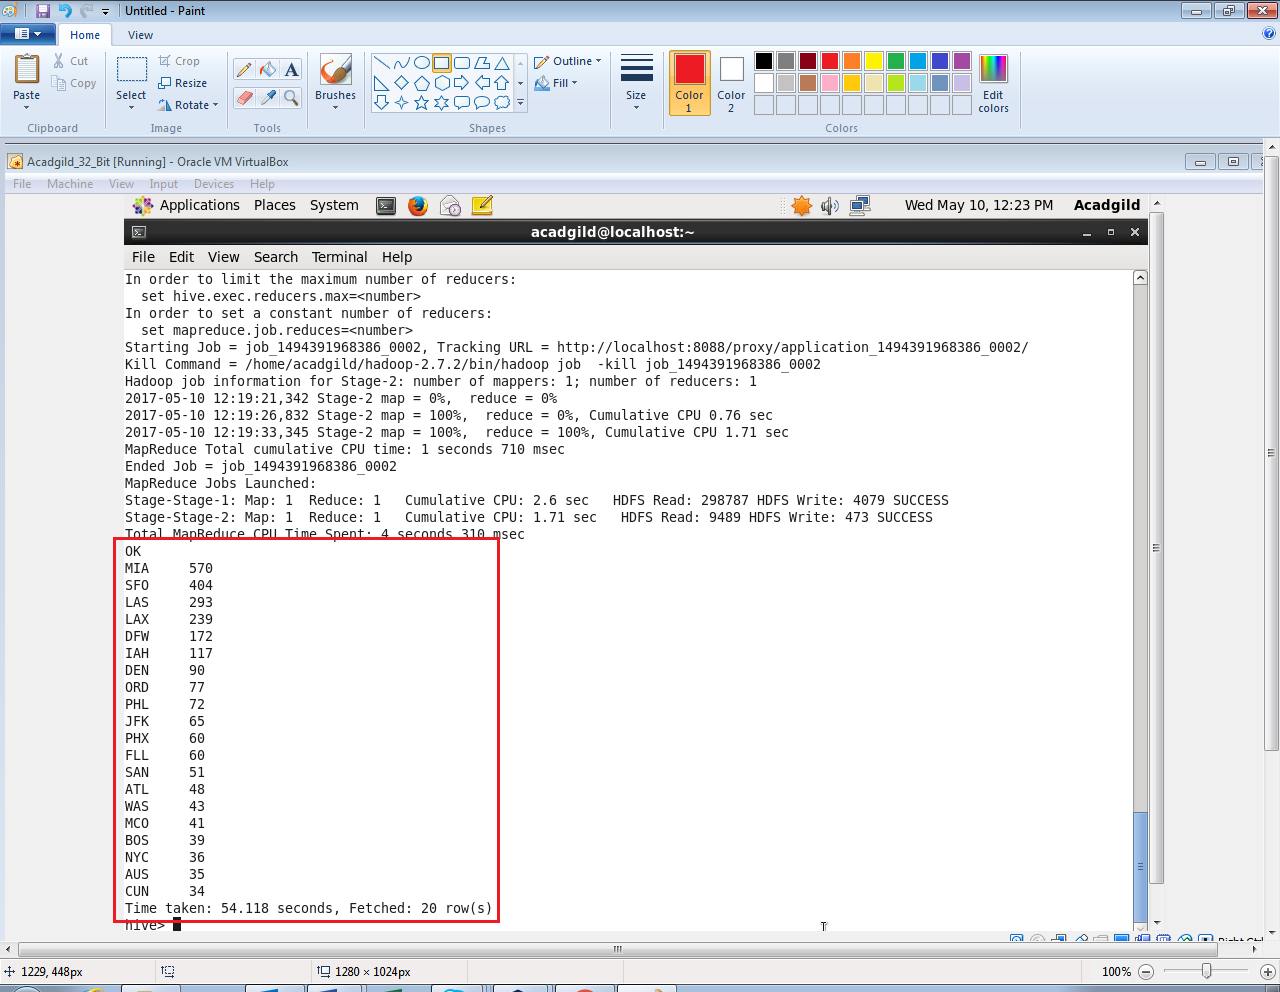 Untitled - Paint
Home View
Paste
Cut
Copy
Clipboard
Select
Crop
Resize
Rotate
Image
A
Tools
Brushes
Outline
Fill
Shapes
Size
Color 1
Color 2
Edit colors
Colors
Acadgild_32_Bit [Running] - Oracle VM VirtualBox
File Machine View Input Devices Help
Applications Places System Wed May 10, 12:23 PM Acadgild
acadgild@localhost:~
File Edit View Search Terminal Help
In order to limit the maximum number of reducers:
set hive.exec.reducers.max=<number>
In order to set a constant number of reducers:
set mapreduce.job.reduces=<number>
Starting Job = job_1494391968386_0002, Tracking URL = http://localhost:8088/proxy/application_1494391968386_0002/
Kill Command = /home/acadgild/hadoop-2.7.2/bin/hadoop job  -kill job_1494391968386_0002
Hadoop job information for Stage-2: number of mappers: 1; number of reducers: 1
2017-05-10 12:19:21,342 Stage-2 map = 0%,  reduce = 0%
2017-05-10 12:19:26,832 Stage-2 map = 100%,  reduce = 0%, Cumulative CPU 0.76 sec
2017-05-10 12:19:33,345 Stage-2 map = 100%,  reduce = 100%, Cumulative CPU 1.71 sec
MapReduce Total cumulative CPU time: 1 seconds 710 msec
Ended Job = job_1494391968386_0002
MapReduce Jobs Launched:
Stage-Stage-1: Map: 1  Reduce: 1   Cumulative CPU: 2.6 sec   HDFS Read: 298787 HDFS Write: 4079 SUCCESS
Stage-Stage-2: Map: 1  Reduce: 1   Cumulative CPU: 1.71 sec   HDFS Read: 9489 HDFS Write: 473 SUCCESS
Total MapReduce CPU Time Spent: 4 seconds 310 msec
OK
MIA 570
SFO 404
LAS 293
LAX 239
DFW 172
IAH 117
DEN 90
ORD 77
PHL 72
JFK 65
PHX 60
FLL 60
SAN 51
ATL 48
WAS 43
MCO 41
BOS 39
NYC 36
AUS 35
CUN 34
Time taken: 54.118 seconds, Fetched: 20 row(s)
hive>
Right Ctrl
1229, 448px 1280 × 1024px 100%